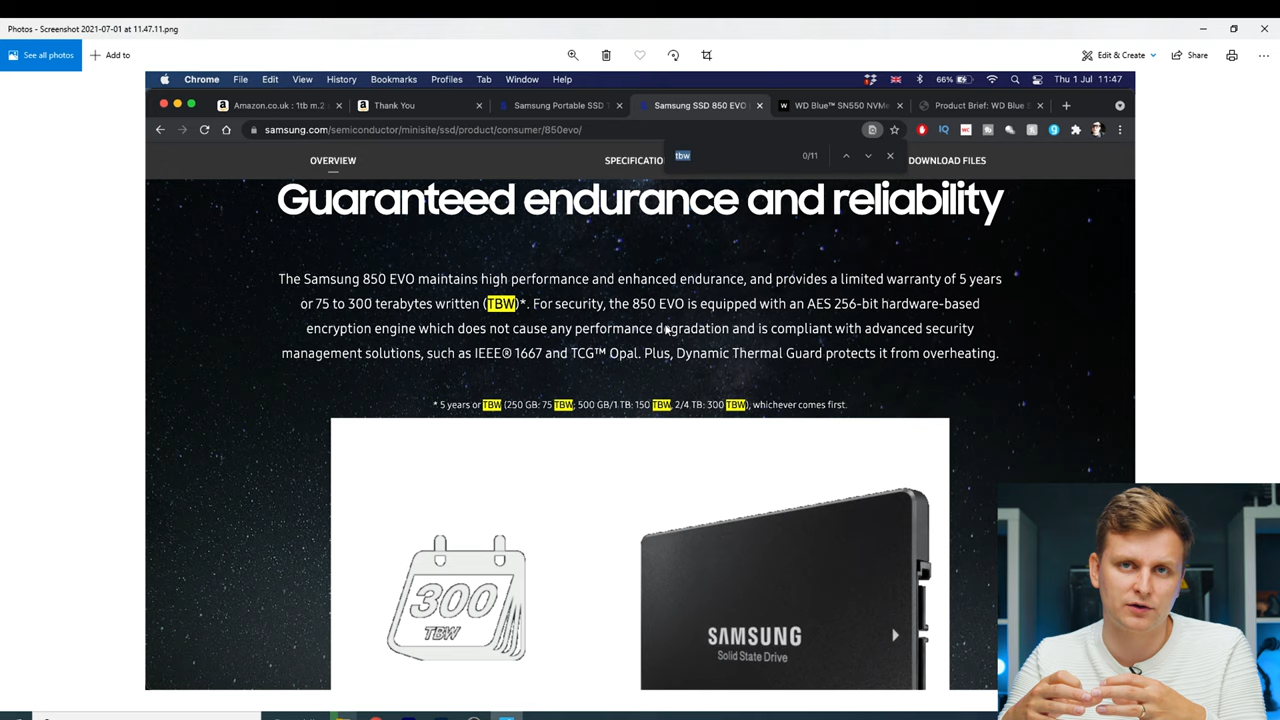 Photos - Screenshot 2021-07-01 at 11.47.11.png
See all photos
Add to
Edit & Create
Share
Chrome File Edit View History Bookmarks Profiles Tab Window Help
66%
Thu 1 Jul 11:47
Amazon.co.uk : 1tb m.2
Thank You
Samsung Portable SSD T
Samsung SSD 850 EVO
WD Blue™ SN550 NVMe
Product Brief: WD Blue S
samsung.com/semiconductor/minisite/ssd/product/consumer/850evo/
tbw
0/11
OVERVIEW
SPECIFICATIO
DOWNLOAD FILES
Guaranteed endurance and reliability
The Samsung 850 EVO maintains high performance and enhanced endurance, and provides a limited warranty of 5 years
or 75 to 300 terabytes written (TBW)*. For security, the 850 EVO is equipped with an AES 256-bit hardware-based
encryption engine which does not cause any performance degradation and is compliant with advanced security
management solutions, such as IEEE® 1667 and TCG™ Opal. Plus, Dynamic Thermal Guard protects it from overheating.
* 5 years or TBW (250 GB: 75 TBW; 500 GB/1 TB: 150 TBW, 2/4 TB: 300 TBW), whichever comes first.
300
TBW
SAMSUNG
Solid State Drive